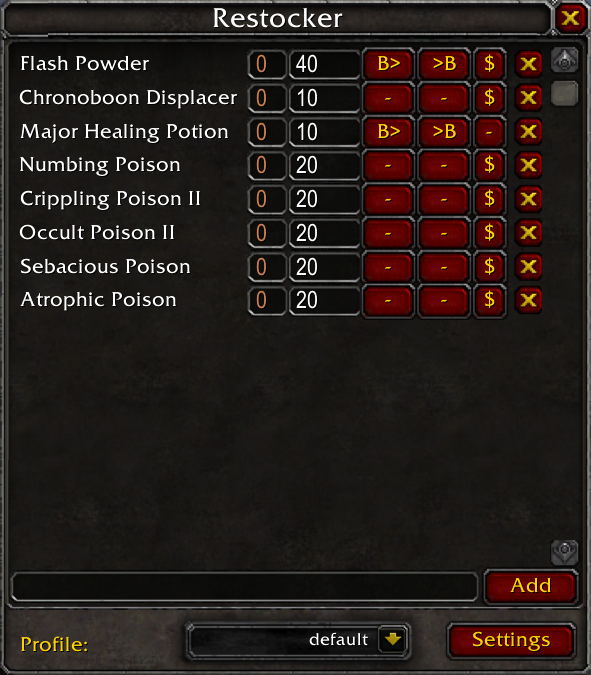 Restocker
Flash Powder 0 40 B> >B $
Chronoboon Displacer 0 10 - - $
Major Healing Potion 0 10 B> >B -
Numbing Poison 0 20 - - $
Crippling Poison II 0 20 - - $
Occult Poison II 0 20 - - $
Sebacious Poison 0 20 - - $
Atrophic Poison 0 20 - - $
Add
Profile: default Settings